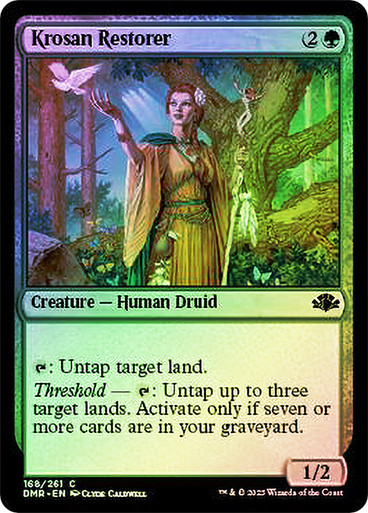 Krosan Restorer 2
Creature — Human Druid
: Untap target land.
Threshold — : Untap up to three
target lands. Activate only if seven or
more cards are in your graveyard.
168/261 C
1/2
DMR • EN Clyde Caldwell
™ & © 2023 Wizards of the Coast